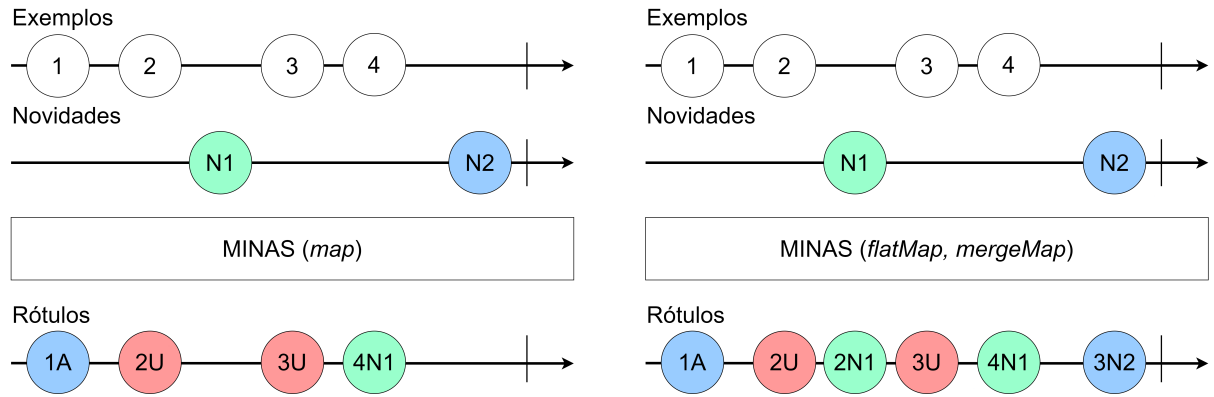 Exemplos
1 2 3 4
Novidades
N1 N2
MINAS (map)
Rótulos
1A 2U 3U 4N1
Exemplos
1 2 3 4
Novidades
N1 N2
MINAS (flatMap, mergeMap)
Rótulos
1A 2U 2N1 3U 4N1 3N2